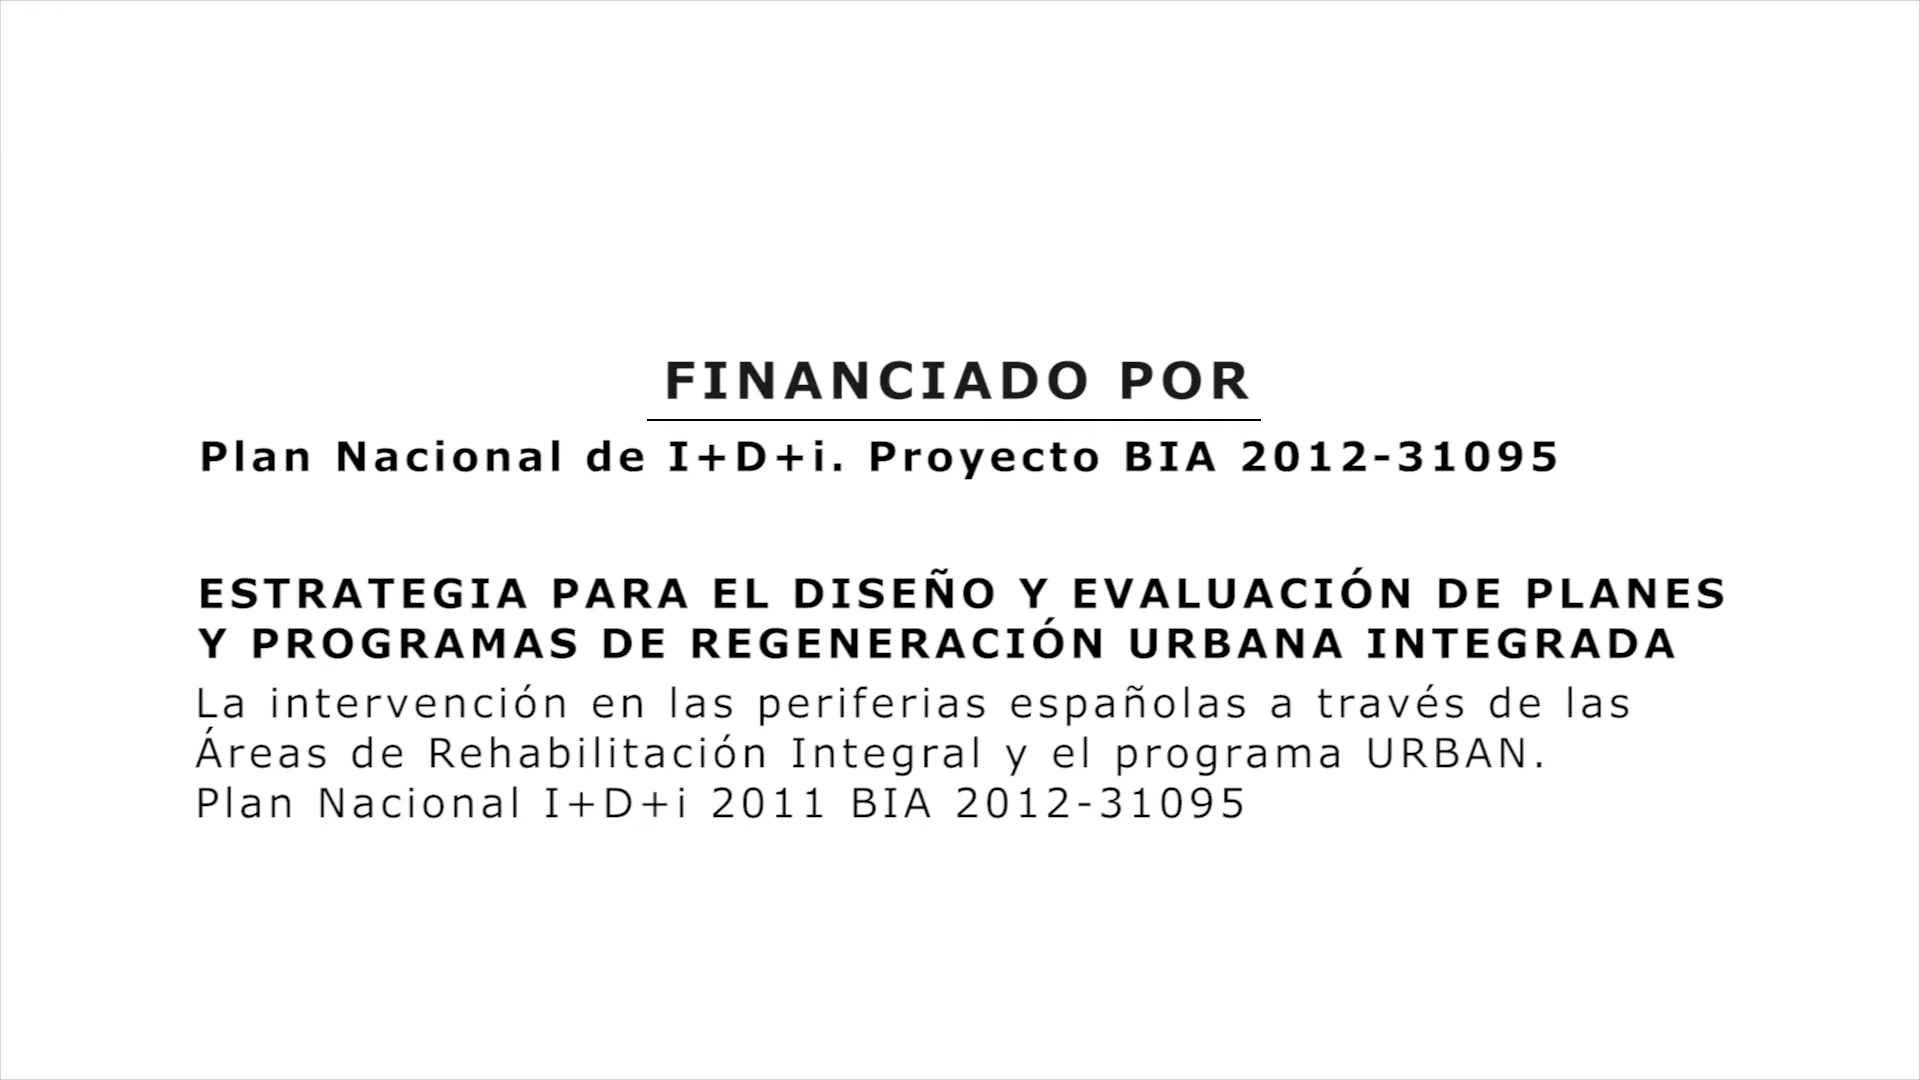 FINANCIADO POR
Plan Nacional de I+D+i. Proyecto BIA 2012-31095
ESTRATEGIA PARA EL DISEÑO Y EVALUACIÓN DE PLANES
Y PROGRAMAS DE REGENERACIÓN URBANA INTEGRADA
La intervención en las periferias españolas a través de las
Áreas de Rehabilitación Integral y el programa URBAN.
Plan Nacional I+D+i 2011 BIA 2012-31095